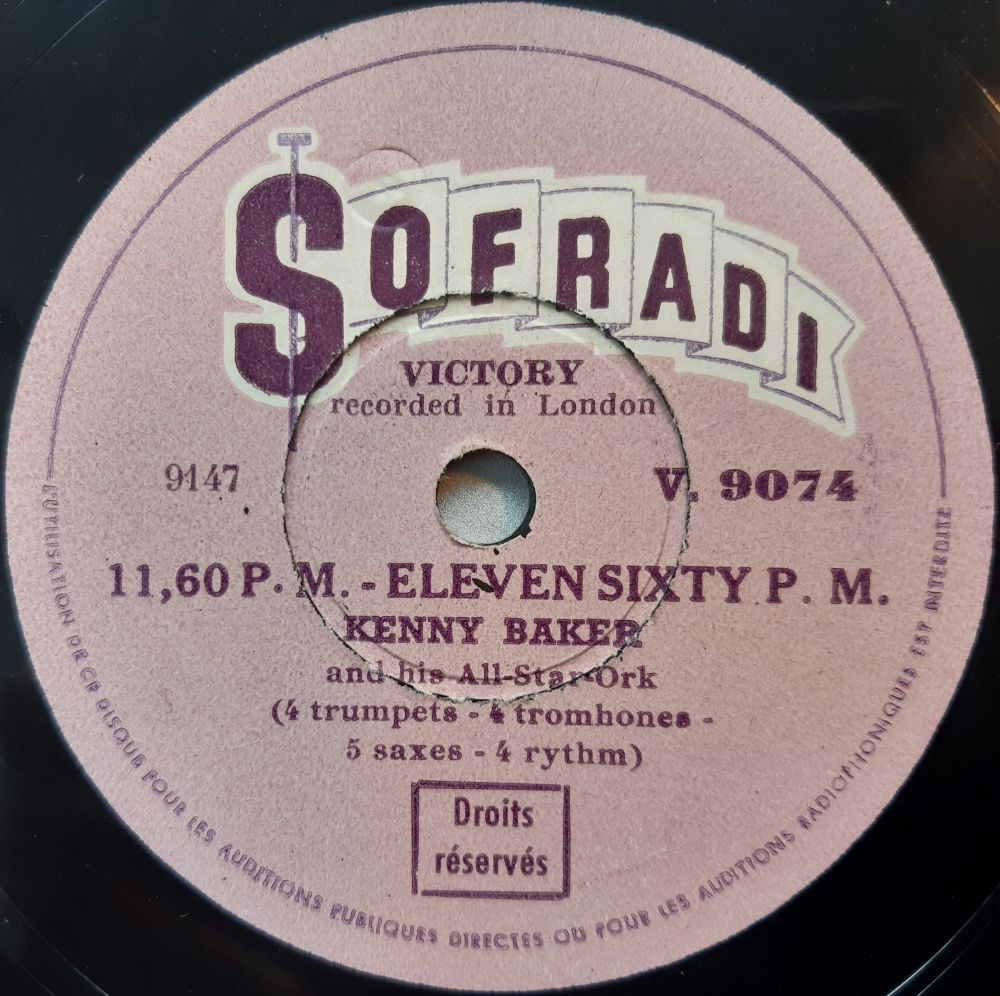 SOFRADI
VICTORY
recorded in London
9147
V. 9074
11,60 P. M. - ELEVEN SIXTY P. M.
KENNY BAKER
and his All-Star-Ork
(4 trumpets - 4 tromhones -
5 saxes - 4 rythm)
Droits
réservés
L'UTILISATION DE CE DISQUE POUR LES AUDITIONS PUBLIQUES DIRECTES OU POUR LES AUDITIONS RADIOPHONIQUES EST INTERDITE